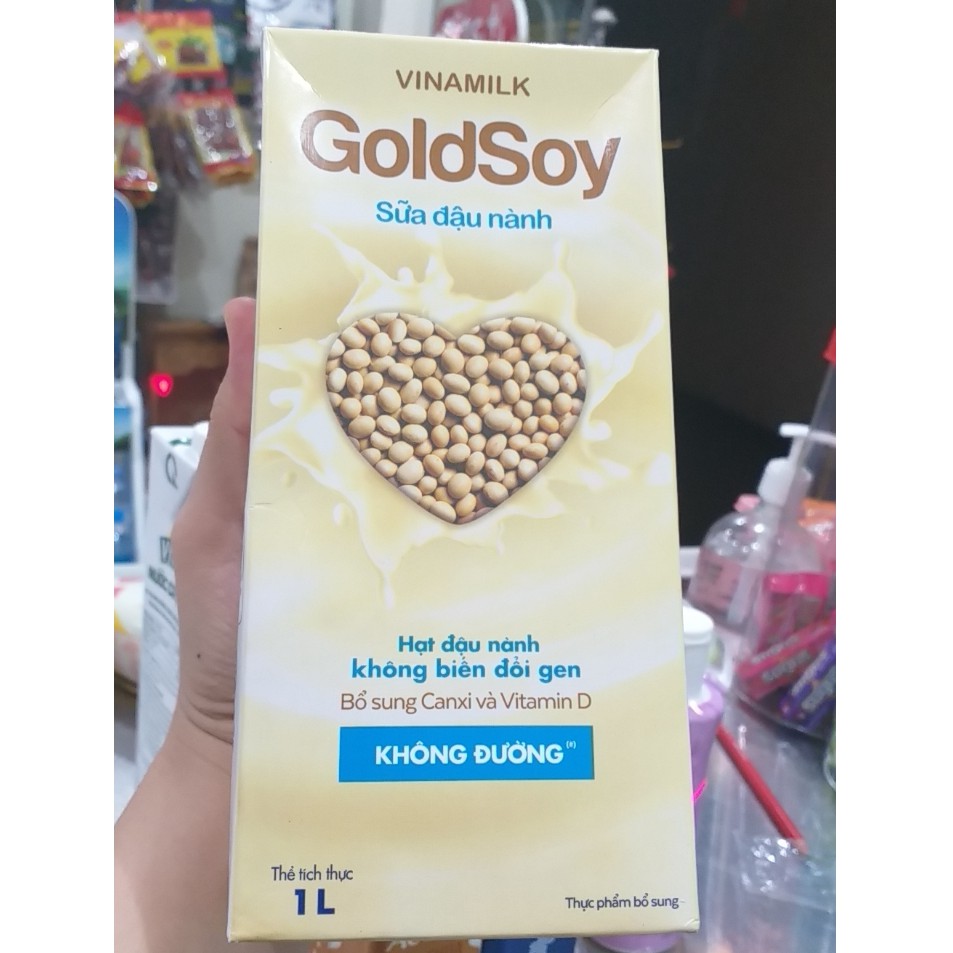 VINAMILK
GoldSoy
Sữa đậu nành
Hạt đậu nành
không biến đổi gen
Bổ sung Canxi và Vitamin D
KHÔNG ĐƯỜNG(#)
Thể tích thực
1 L
Thực phẩm bổ sung